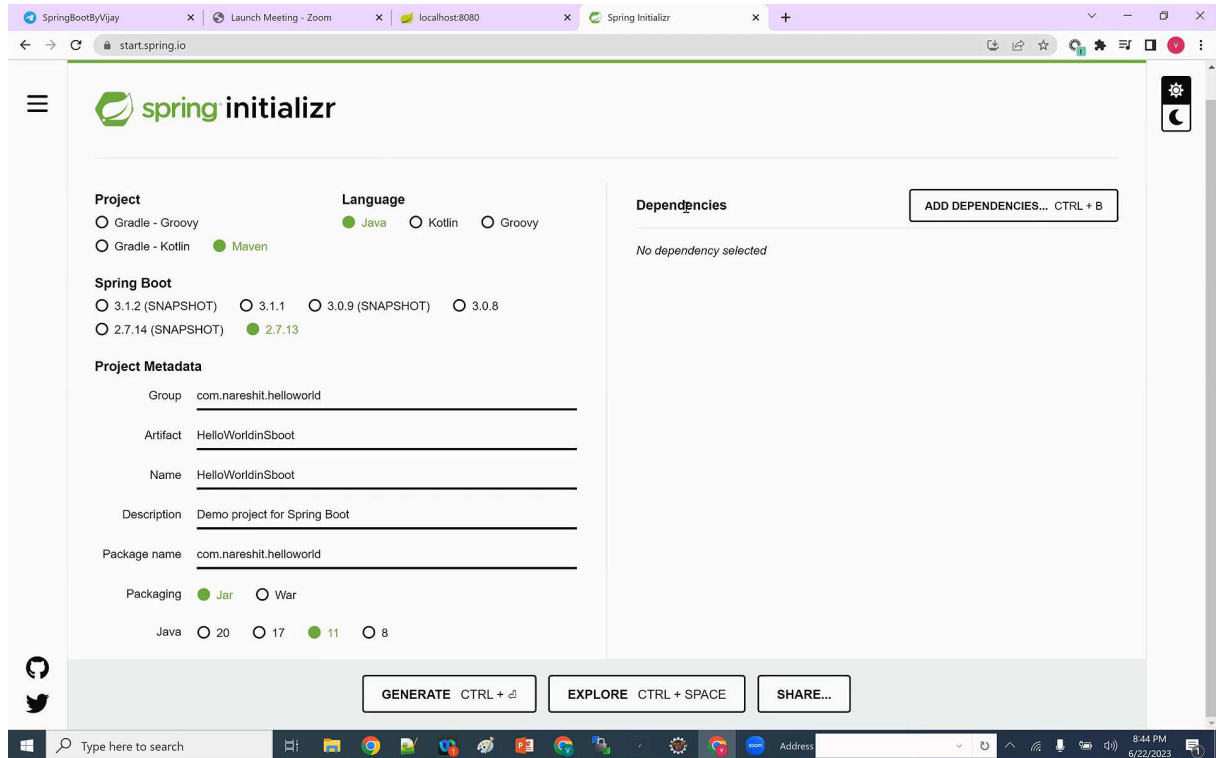 SpringBootByVijay Launch Meeting - Zoom localhost:8080 Spring Initializr
start.spring.io
spring initializr
Project
Gradle - Groovy
Gradle - Kotlin Maven
Language
Java Kotlin Groovy
Spring Boot
3.1.2 (SNAPSHOT) 3.1.1 3.0.9 (SNAPSHOT) 3.0.8
2.7.14 (SNAPSHOT) 2.7.13
Project Metadata
Group com.nareshit.helloworld
Artifact HelloWorldinSboot
Name HelloWorldinSboot
Description Demo project for Spring Boot
Package name com.nareshit.helloworld
Packaging Jar War
Java 20 17 11 8
Dependencies ADD DEPENDENCIES... CTRL + B
No dependency selected
GENERATE CTRL + ⏎ EXPLORE CTRL + SPACE SHARE...
Type here to search zoom Address 8:44 PM
6/22/2023